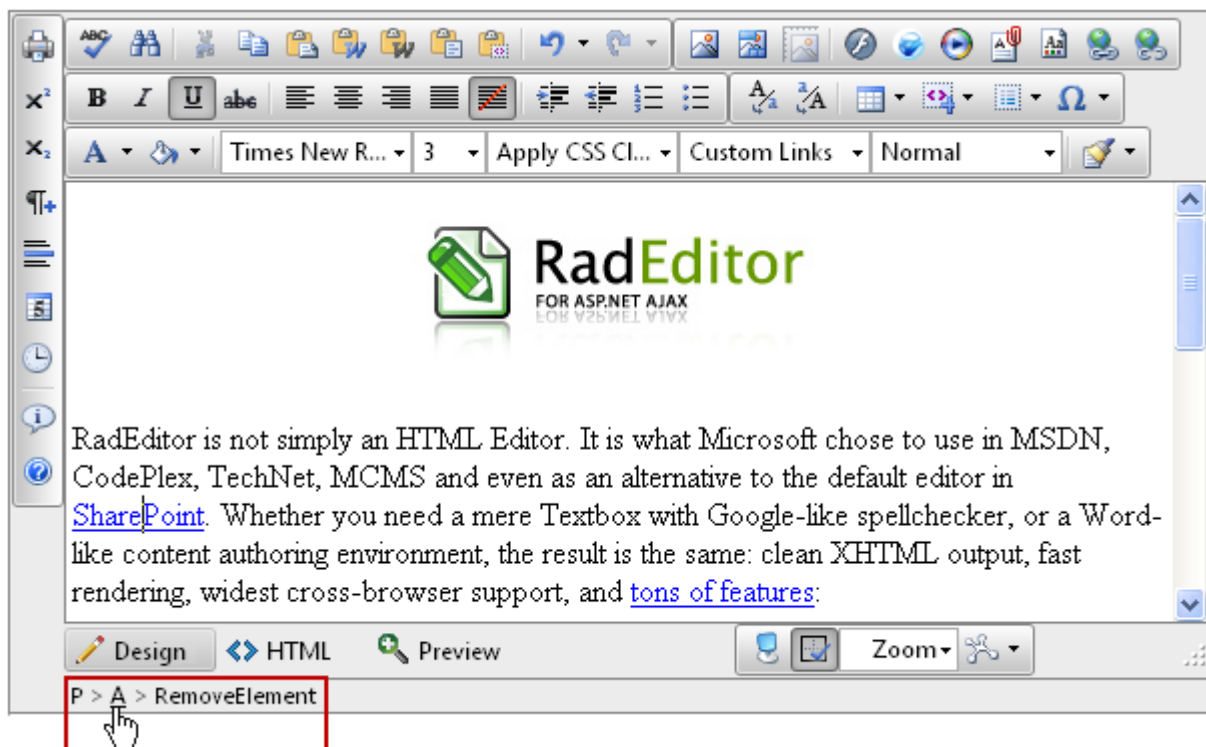 ABC
B I U abc
A Times New R... 3 Apply CSS Cl... Custom Links Normal
RadEditor
FOR ASP.NET AJAX
RadEditor is not simply an HTML Editor. It is what Microsoft chose to use in MSDN,
CodePlex, TechNet, MCMS and even as an alternative to the default editor in
SharePoint. Whether you need a mere Textbox with Google-like spellchecker, or a Word-
like content authoring environment, the result is the same: clean XHTML output, fast
rendering, widest cross-browser support, and tons of features:
Design HTML Preview Zoom
P > A > RemoveElement